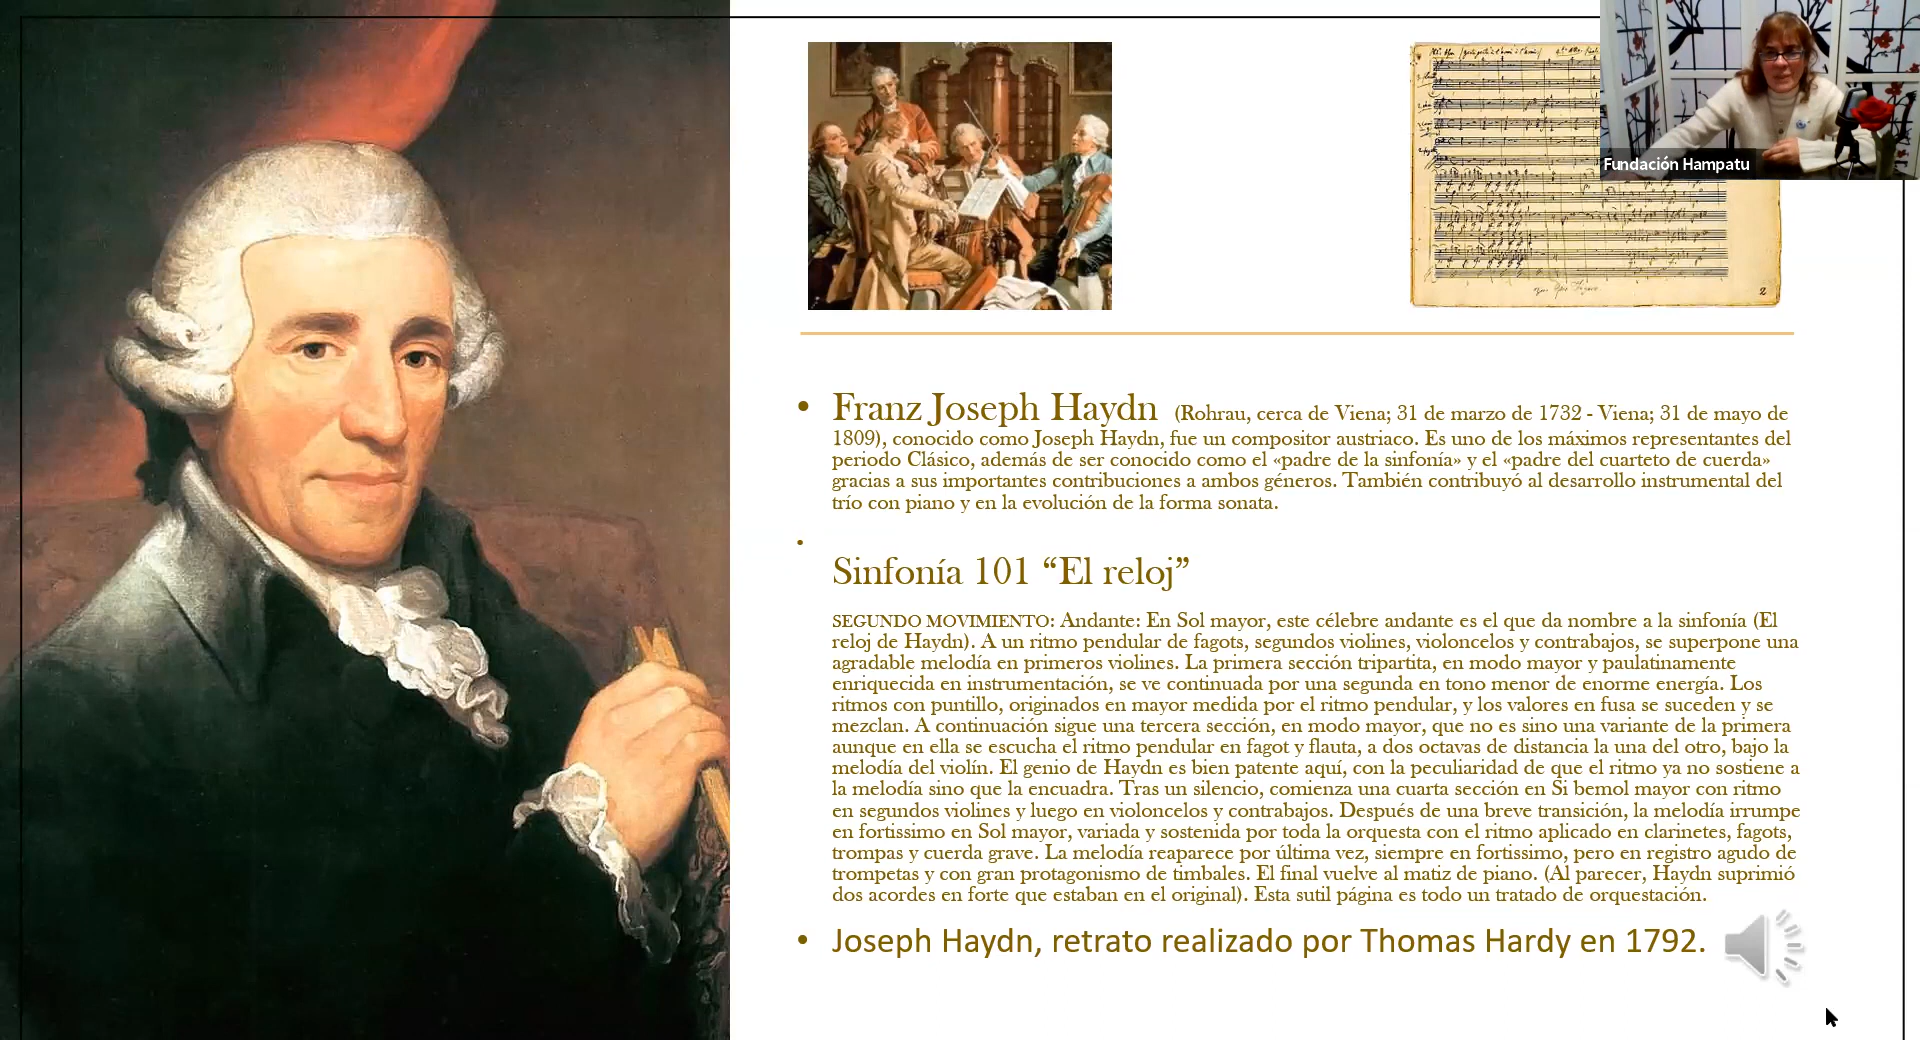 Fundación Hampatu
2
• Franz Joseph Haydn (Rohrau, cerca de Viena; 31 de marzo de 1732 - Viena; 31 de mayo de
1809), conocido como Joseph Haydn, fue un compositor austriaco. Es uno de los máximos representantes del
periodo Clásico, además de ser conocido como el «padre de la sinfonía» y el «padre del cuarteto de cuerda»
gracias a sus importantes contribuciones a ambos géneros. También contribuyó al desarrollo instrumental del
trío con piano y en la evolución de la forma sonata.
•
Sinfonía 101 “El reloj”
SEGUNDO MOVIMIENTO: Andante: En Sol mayor, este célebre andante es el que da nombre a la sinfonía (El
reloj de Haydn). A un ritmo pendular de fagots, segundos violines, violoncelos y contrabajos, se superpone una
agradable melodía en primeros violines. La primera sección tripartita, en modo mayor y paulatinamente
enriquecida en instrumentación, se ve continuada por una segunda en tono menor de enorme energía. Los
ritmos con puntillo, originados en mayor medida por el ritmo pendular, y los valores en fusa se suceden y se
mezclan. A continuación sigue una tercera sección, en modo mayor, que no es sino una variante de la primera
aunque en ella se escucha el ritmo pendular en fagot y flauta, a dos octavas de distancia la una del otro, bajo la
melodía del violín. El genio de Haydn es bien patente aquí, con la peculiaridad de que el ritmo ya no sostiene a
la melodía sino que la encuadra. Tras un silencio, comienza una cuarta sección en Si bemol mayor con ritmo
en segundos violines y luego en violoncelos y contrabajos. Después de una breve transición, la melodía irrumpe
en fortissimo en Sol mayor, variada y sostenida por toda la orquesta con el ritmo aplicado en clarinetes, fagots,
trompas y cuerda grave. La melodía reaparece por última vez, siempre en fortissimo, pero en registro agudo de
trompetas y con gran protagonismo de timbales. El final vuelve al matiz de piano. (Al parecer, Haydn suprimió
dos acordes en forte que estaban en el original). Esta sutil página es todo un tratado de orquestación.
• Joseph Haydn, retrato realizado por Thomas Hardy en 1792.